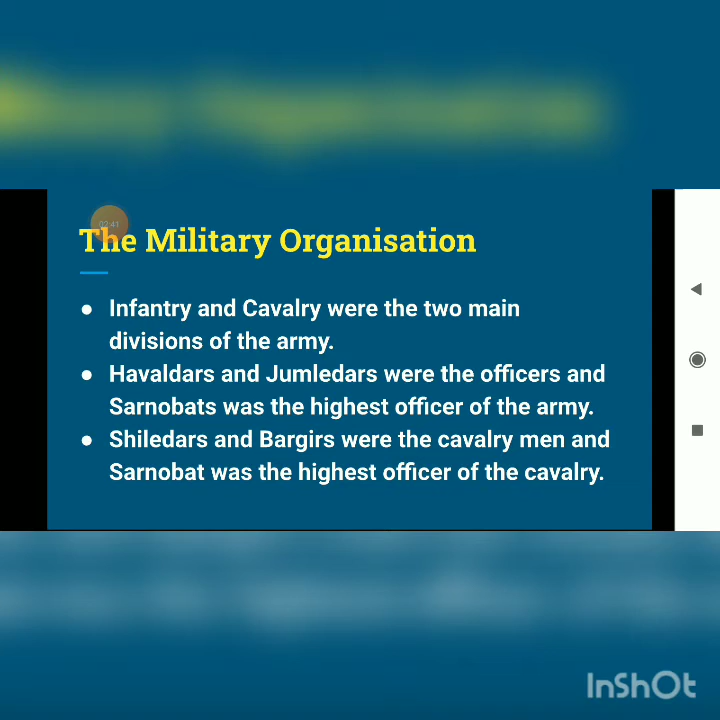 02:41
The Military Organisation
● Infantry and Cavalry were the two main
divisions of the army.
● Havaldars and Jumledars were the officers and
Sarnobats was the highest officer of the army.
● Shiledars and Bargirs were the cavalry men and
Sarnobat was the highest officer of the cavalry.
InShOt